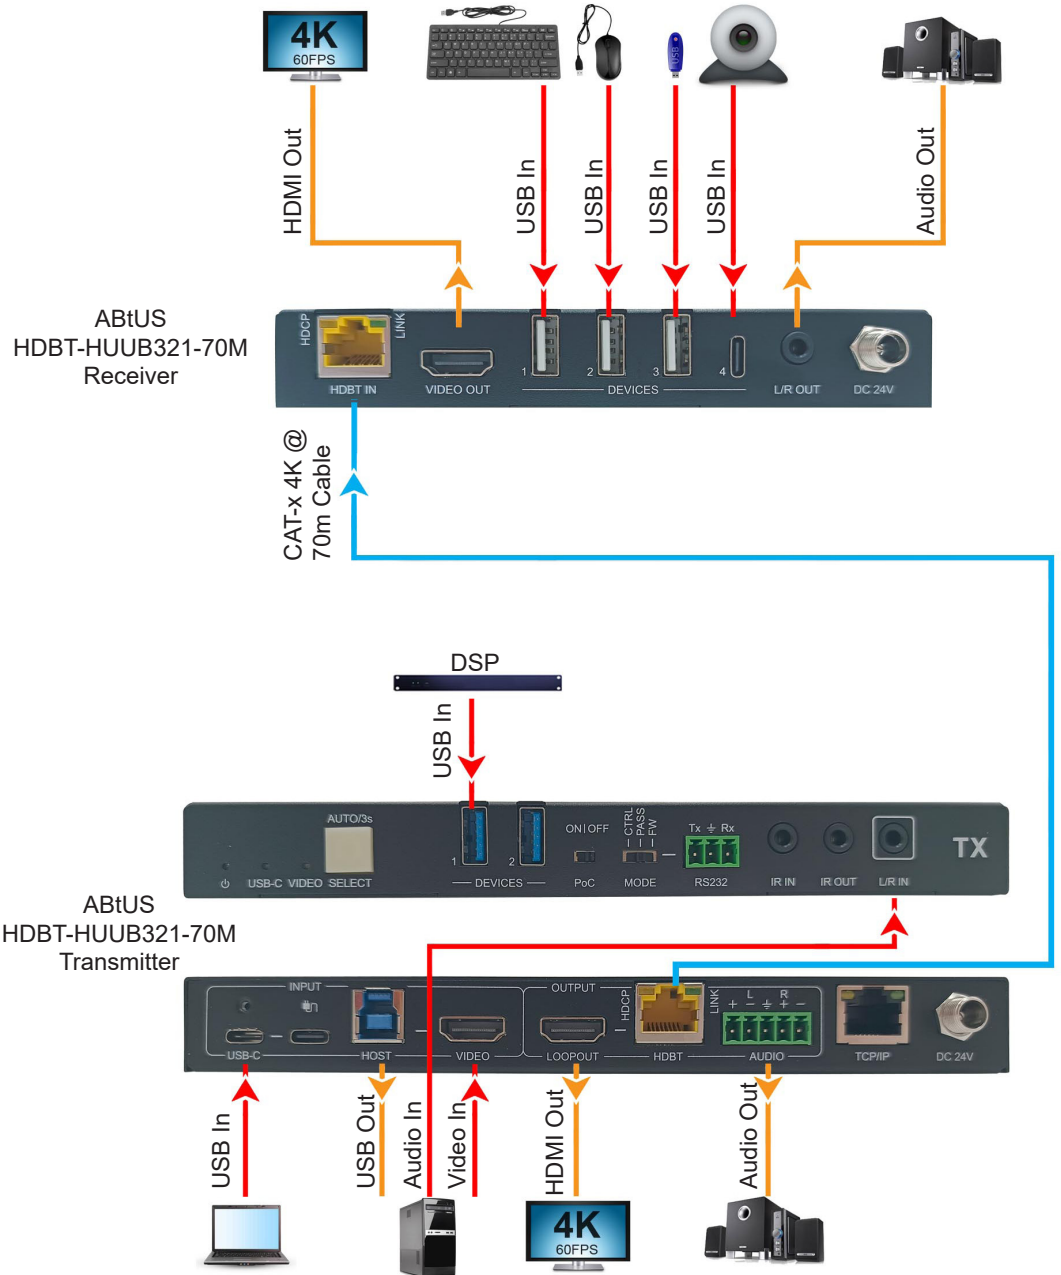 4K
60FPS
USB
HDMI Out
USB In
USB In
USB In
USB In
Audio Out
ABtUS
HDBT-HUUB321-70M
Receiver
HDCP
LINK
HDBT IN
VIDEO OUT
1
2
3
4
DEVICES
L/R OUT
DC 24V
CAT-x 4K @
70m Cable
DSP
USB In
AUTO/3s
USB-C
VIDEO
SELECT
1
2
DEVICES
ON|OFF
PoC
CTRL
PASS
FW
MODE
Tx
Rx
RS232
IR IN
IR OUT
L/R IN
TX
ABtUS
HDBT-HUUB321-70M
Transmitter
INPUT
USB-C
HOST
VIDEO
OUTPUT
LOOPOUT
HDCP
LINK
HDBT
L R
+ − + −
AUDIO
TCP/IP
DC 24V
USB In
USB Out
Audio In
Video In
HDMI Out
Audio Out
4K
60FPS